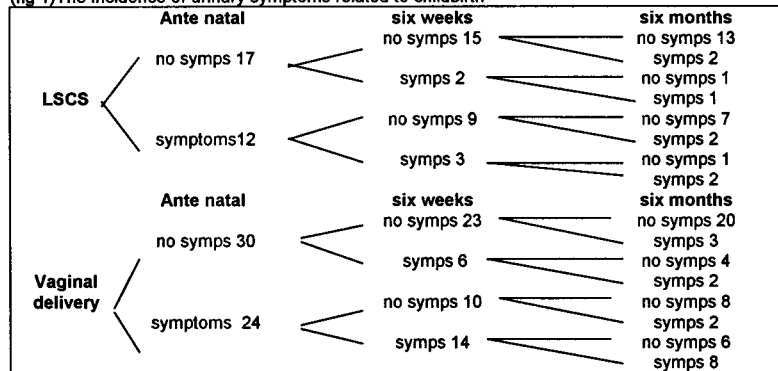 (fig 1)The incidence of urinary symptoms related to childbirth
Ante natal six weeks six months
no symps 15 no symps 13
no symps 17 symps 2
symps 2 no symps 1
LSCS symps 1
no symps 9 no symps 7
symptoms12 symps 2
symps 3 no symps 1
symps 2
Ante natal six weeks six months
no symps 23 no symps 20
no symps 30 symps 3
symps 6 no symps 4
Vaginal symps 2
delivery no symps 10 no symps 8
symptoms 24 symps 2
symps 14 no symps 6
symps 8